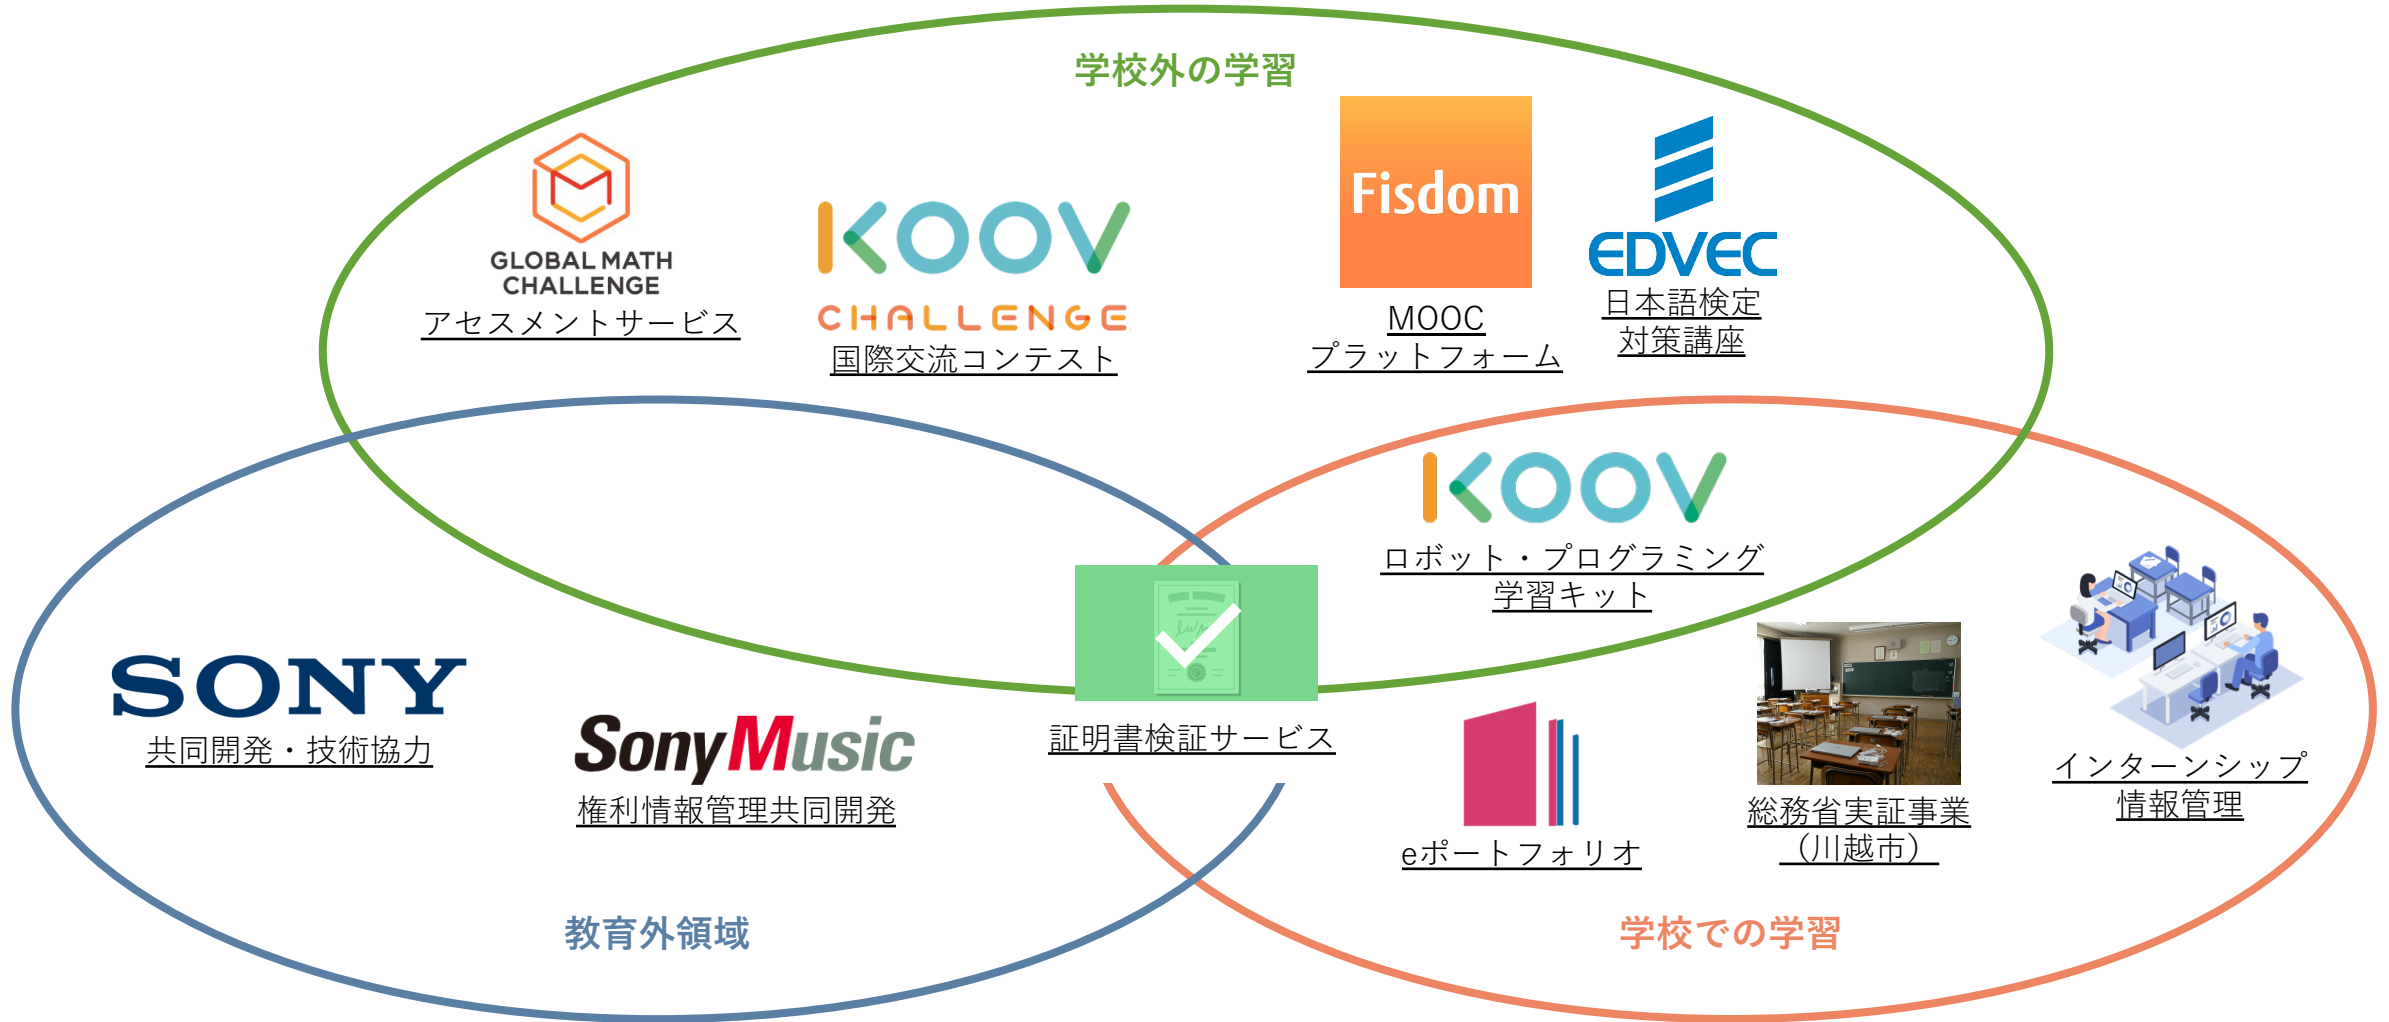 学校外の学習
GLOBAL MATH
CHALLENGE
アセスメントサービス
KOOV
CHALLENGE
国際交流コンテスト
Fisdom
MOOC
プラットフォーム
EDVEC
日本語検定
対策講座
KOOV
ロボット・プログラミング
学習キット
SONY
共同開発・技術協力
Sony Music
権利情報管理共同開発
証明書検証サービス
eポートフォリオ
総務省実証事業
（川越市）
インターンシップ
情報管理
教育外領域
学校での学習